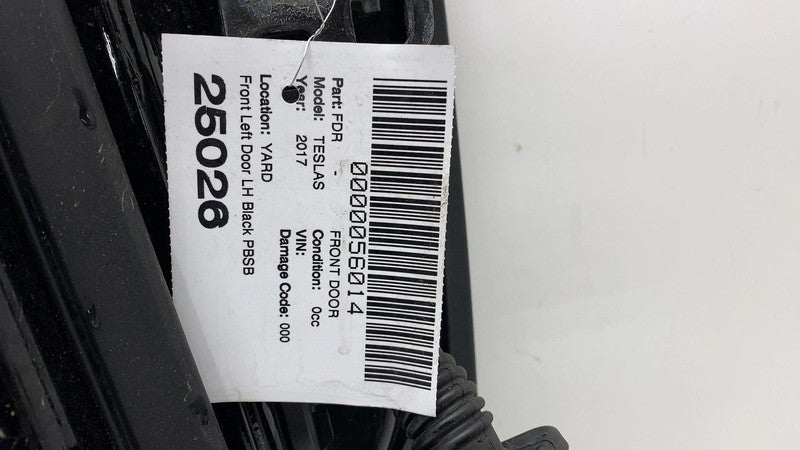 0000056014
Part: FDR - FRONT DOOR
Model: TESLAS Condition: 0cc
Year: 2017 VIN:
Damage Code: 000
Location: YARD
Front Left Door LH Black PBSB
25026